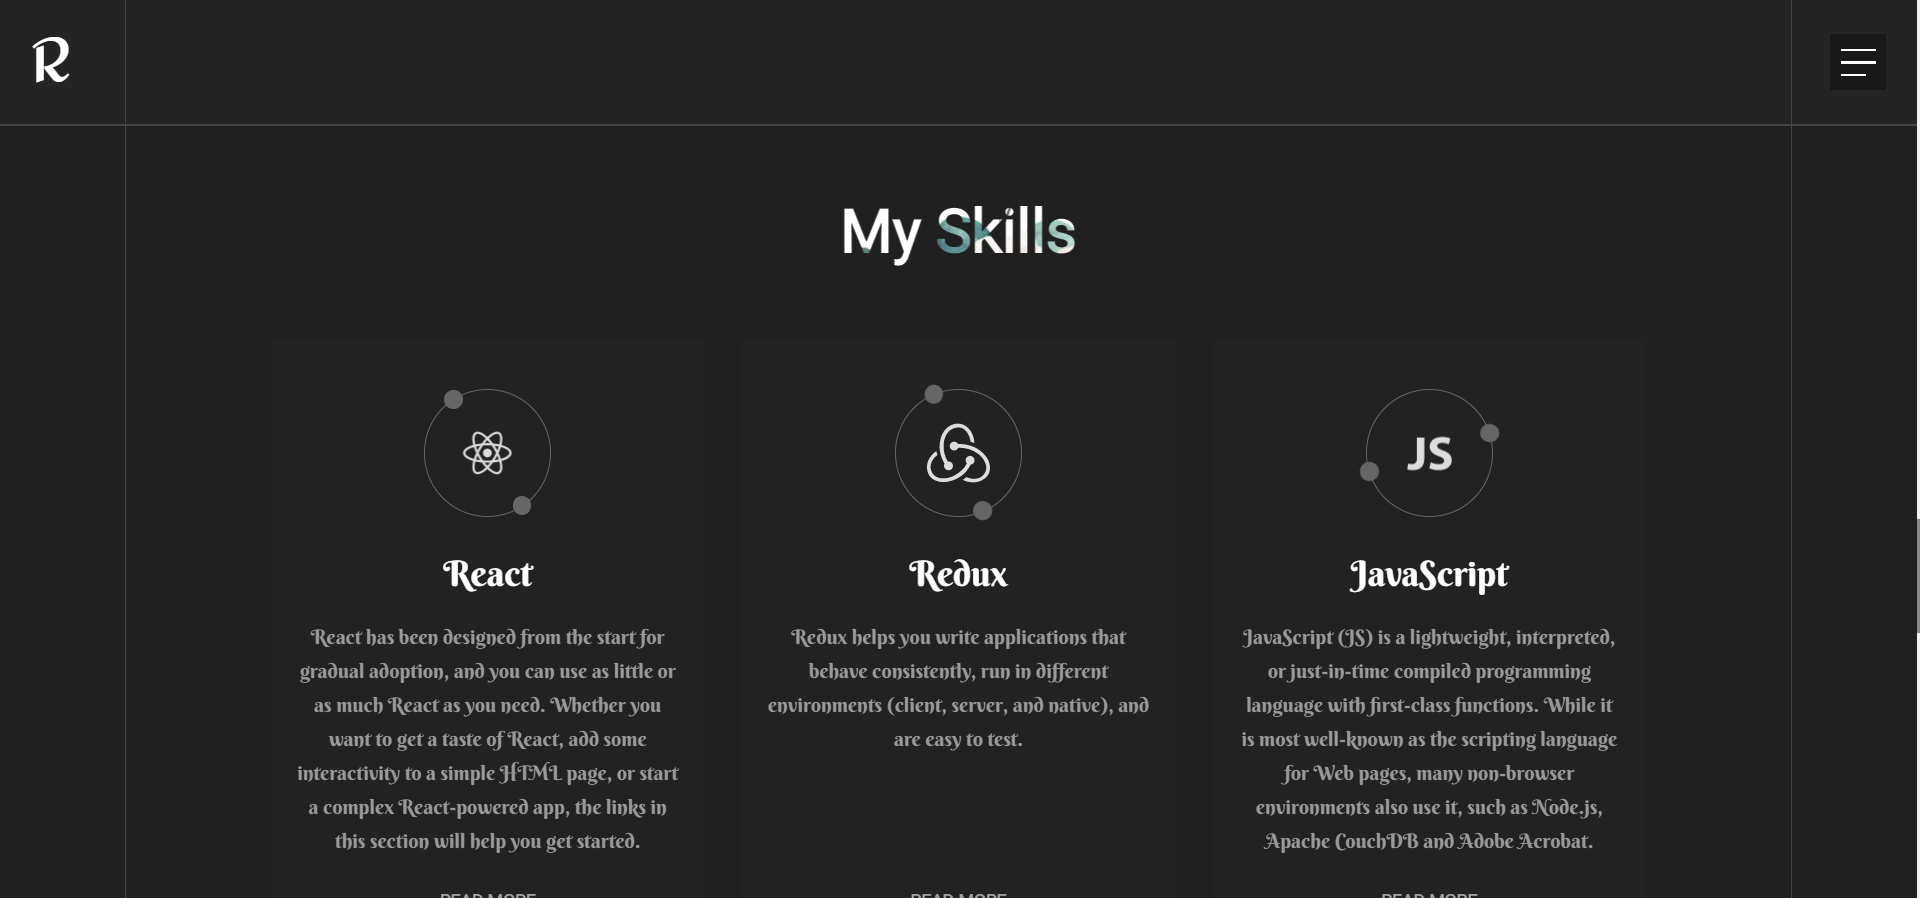 R
My Skills
JS
React
React has been designed from the start for
gradual adoption, and you can use as little or
as much React as you need. Whether you
want to get a taste of React, add some
interactivity to a simple HTML page, or start
a complex React-powered app, the links in
this section will help you get started.
READ MORE
Redux
Redux helps you write applications that
behave consistently, run in different
environments (client, server, and native), and
are easy to test.
READ MORE
JavaScript
JavaScript (JS) is a lightweight, interpreted,
or just-in-time compiled programming
language with first-class functions. While it
is most well-known as the scripting language
for Web pages, many non-browser
environments also use it, such as Node.js,
Apache CouchDB and Adobe Acrobat.
READ MORE